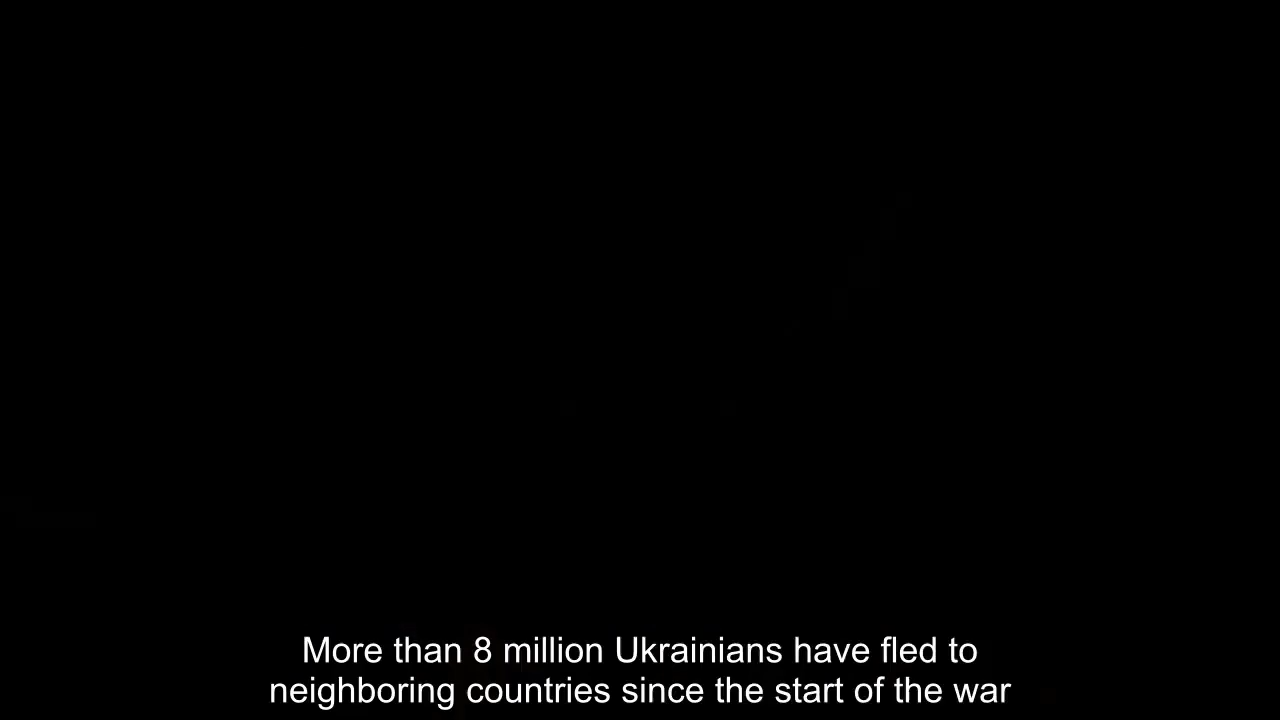 More than 8 million Ukrainians have fled to
neighboring countries since the start of the war